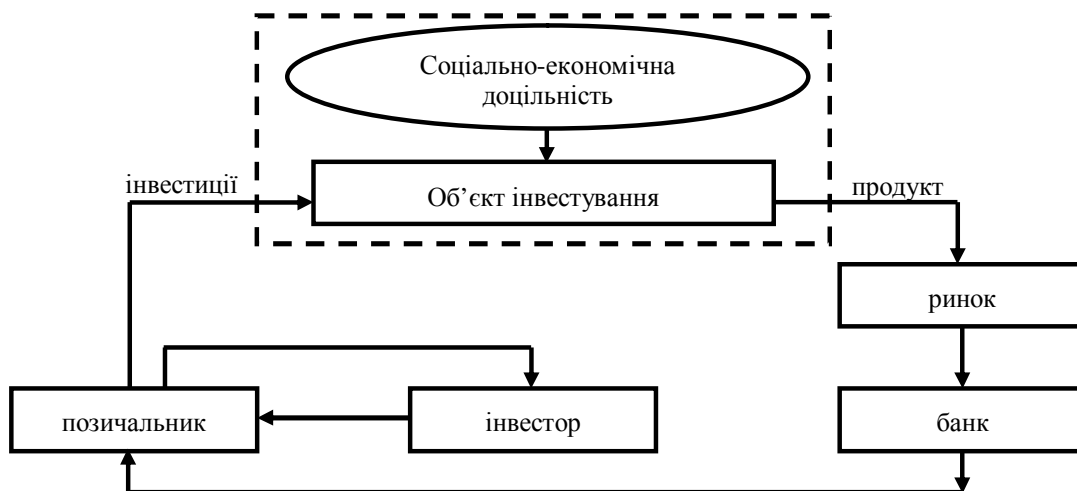 Соціально-економічна
доцільність
інвестиції
Об’єкт інвестування
продукт
ринок
позичальник
інвестор
банк